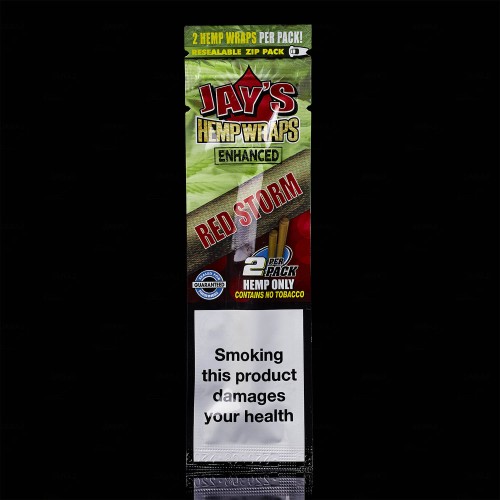 2 HEMP WRAPS PER PACK!
RESEALABLE ZIP PACK
JAY'S
HEMP WRAPS
ENHANCED
RED STORM
2 PER PACK
HEMP ONLY
CONTAINS NO TOBACCO
GUARANTEED
Smoking
this product
damages
your health